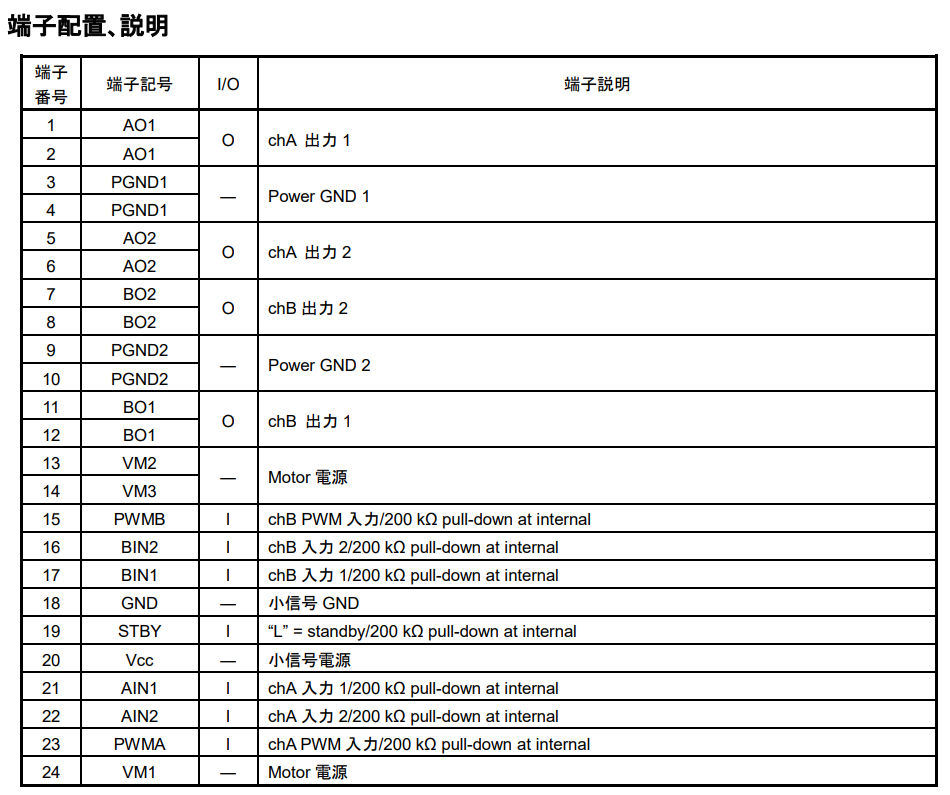 端子配置、説明
端子番号 端子記号 I/O 端子説明
1 AO1 O chA 出力 1
2 AO1
3 PGND1 — Power GND 1
4 PGND1
5 AO2 O chA 出力 2
6 AO2
7 BO2 O chB 出力 2
8 BO2
9 PGND2 — Power GND 2
10 PGND2
11 BO1 O chB 出力 1
12 BO1
13 VM2 — Motor 電源
14 VM3
15 PWMB I chB PWM 入力/200 kΩ pull-down at internal
16 BIN2 I chB 入力 2/200 kΩ pull-down at internal
17 BIN1 I chB 入力 1/200 kΩ pull-down at internal
18 GND — 小信号 GND
19 STBY I “L” = standby/200 kΩ pull-down at internal
20 Vcc — 小信号電源
21 AIN1 I chA 入力 1/200 kΩ pull-down at internal
22 AIN2 I chA 入力 2/200 kΩ pull-down at internal
23 PWMA I chA PWM 入力/200 kΩ pull-down at internal
24 VM1 — Motor 電源